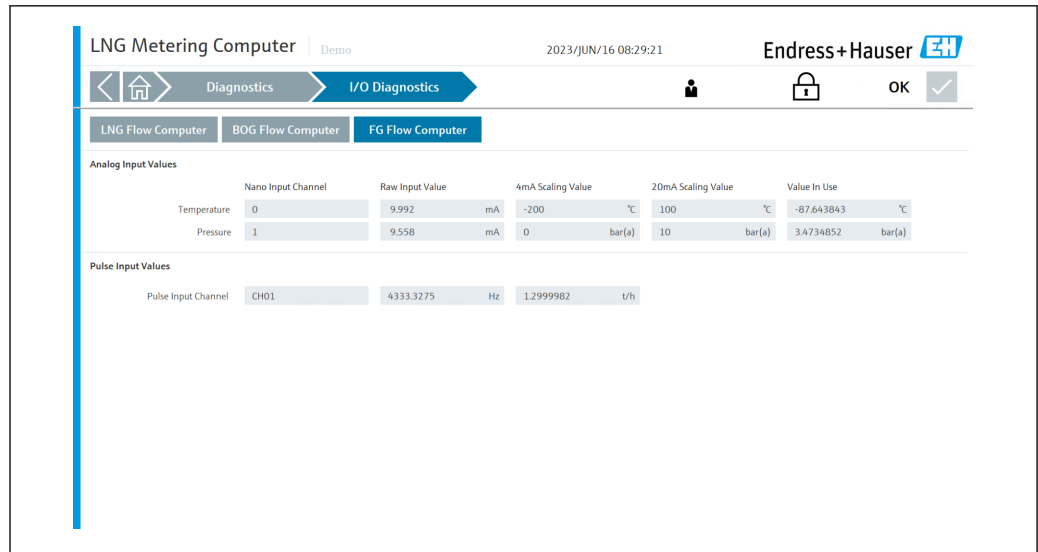 LNG Metering Computer Demo 2023/JUN/16 08:29:21 Endress+Hauser EH
Diagnostics I/O Diagnostics 1 OK
LNG Flow Computer BOG Flow Computer FG Flow Computer
Analog Input Values
Nano Input Channel Raw Input Value 4mA Scaling Value 20mA Scaling Value Value In Use
Temperature 0 9.992 mA -200 °C 100 °C -87.643843 °C
Pressure 1 9.558 mA 0 bar(a) 10 bar(a) 3.4734852 bar(a)
Pulse Input Values
Pulse Input Channel CH01 4333.3275 Hz 1.2999982 t/h